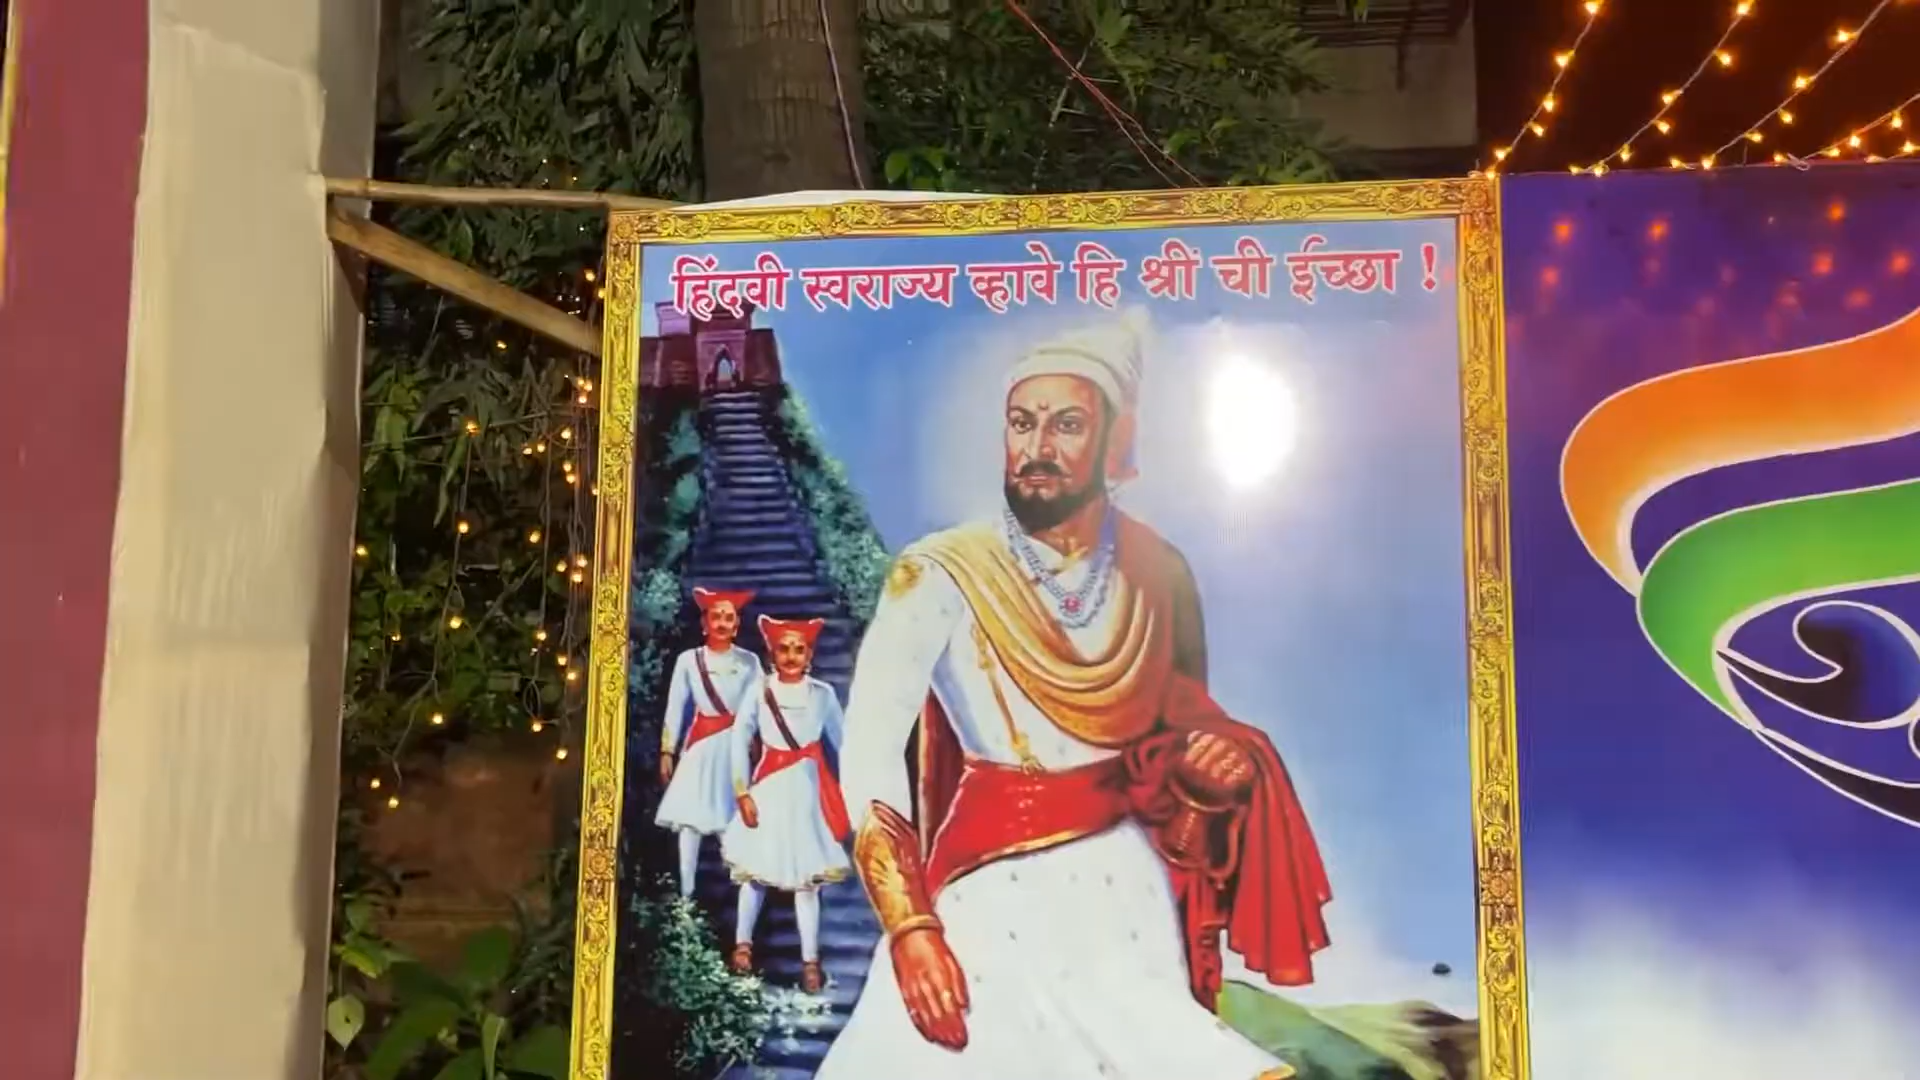 हिंदवी स्वराज्य व्हावे हि श्रीं ची ईच्छा !